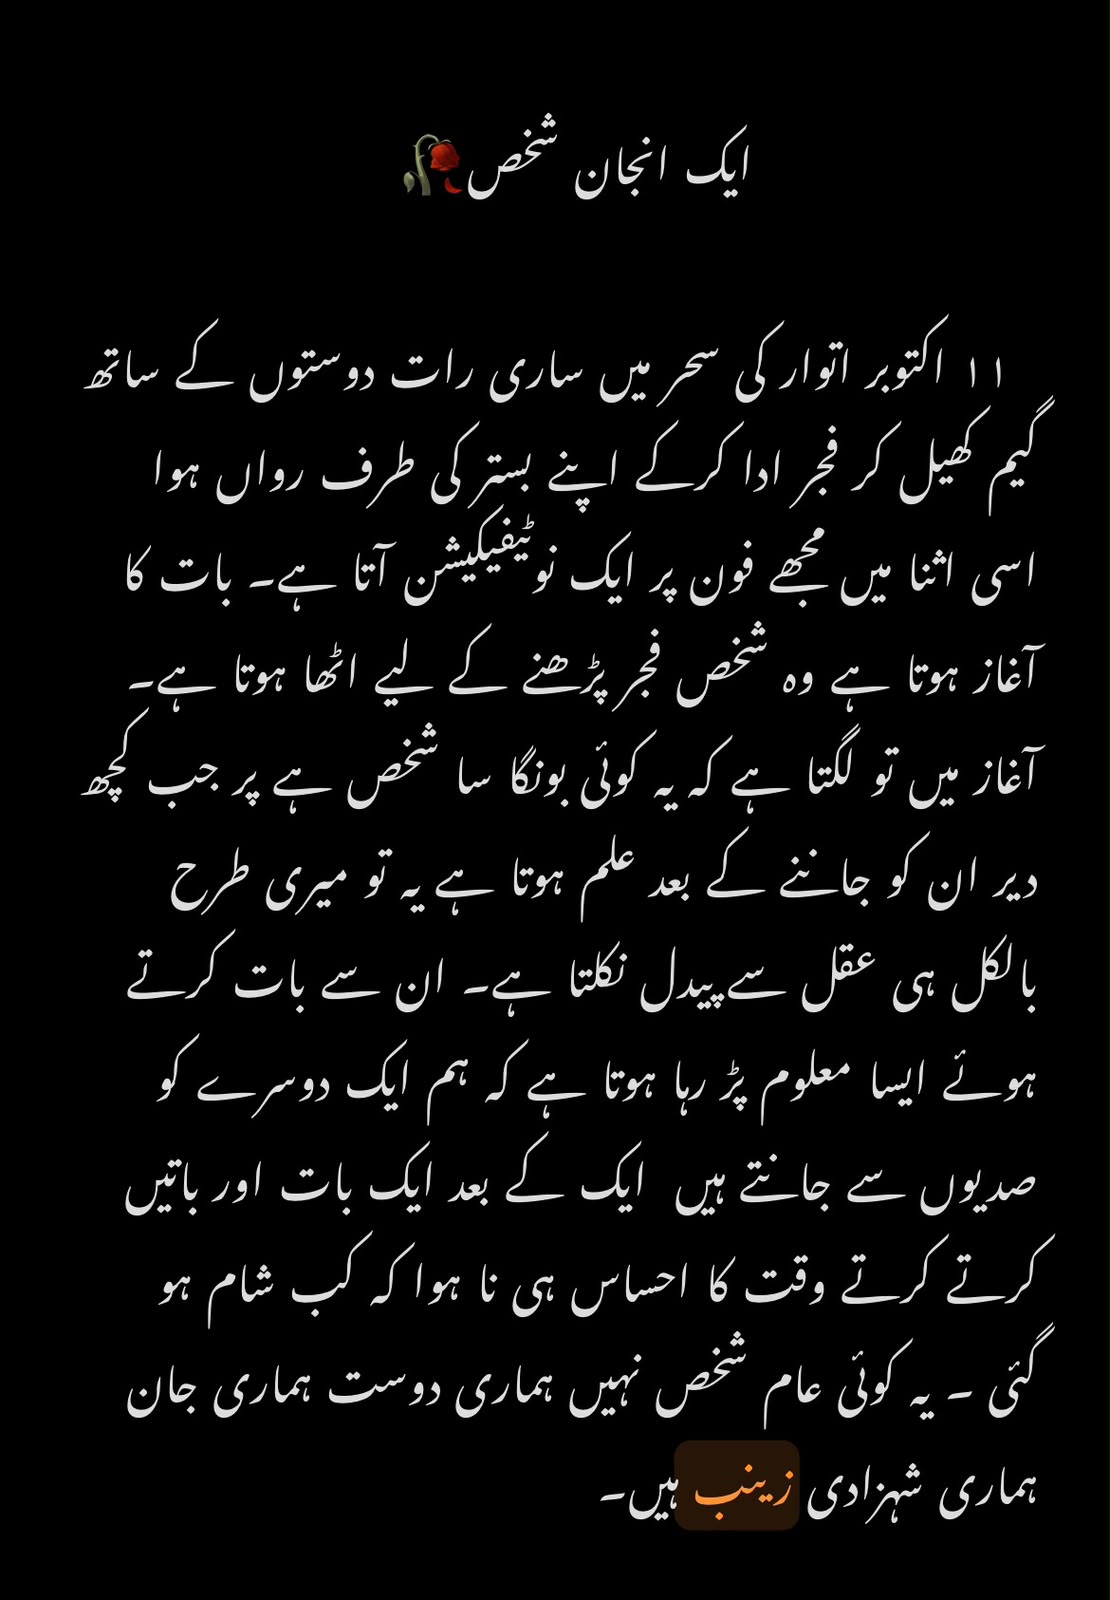 ایک انجان شخص🥀
۱۱ اکتوبر اتوار کی سحر میں ساری رات دوستوں کے ساتھ
گیم کھیل کر فجر ادا کرکے اپنے بستر کی طرف رواں ہوا
اسی اثنا میں مجھے فون پر ایک نوٹیفیکیشن آتا ہے۔ بات کا
آغاز ہوتا ہے وہ شخص فجر پڑھنے کے لیے اٹھا ہوتا ہے۔
آغاز میں تو لگتا ہے کہ یہ کوئی بونگا سا شخص ہے پر جب کچھ
دیر ان کو جاننے کے بعد علم ہوتا ہے یہ تو میری طرح
بالکل ہی عقل سے پیدل نکلتا ہے۔ ان سے بات کرتے
ہوئے ایسا معلوم پڑ رہا ہوتا ہے کہ ہم ایک دوسرے کو
صدیوں سے جانتے ہیں ایک کے بعد ایک بات اور باتیں
کرتے کرتے وقت کا احساس ہی نا ہوا کہ کب شام ہو
گئی ۔ یہ کوئی عام شخص نہیں ہماری دوست ہماری جان
ہماری شہزادی زینب ہیں۔